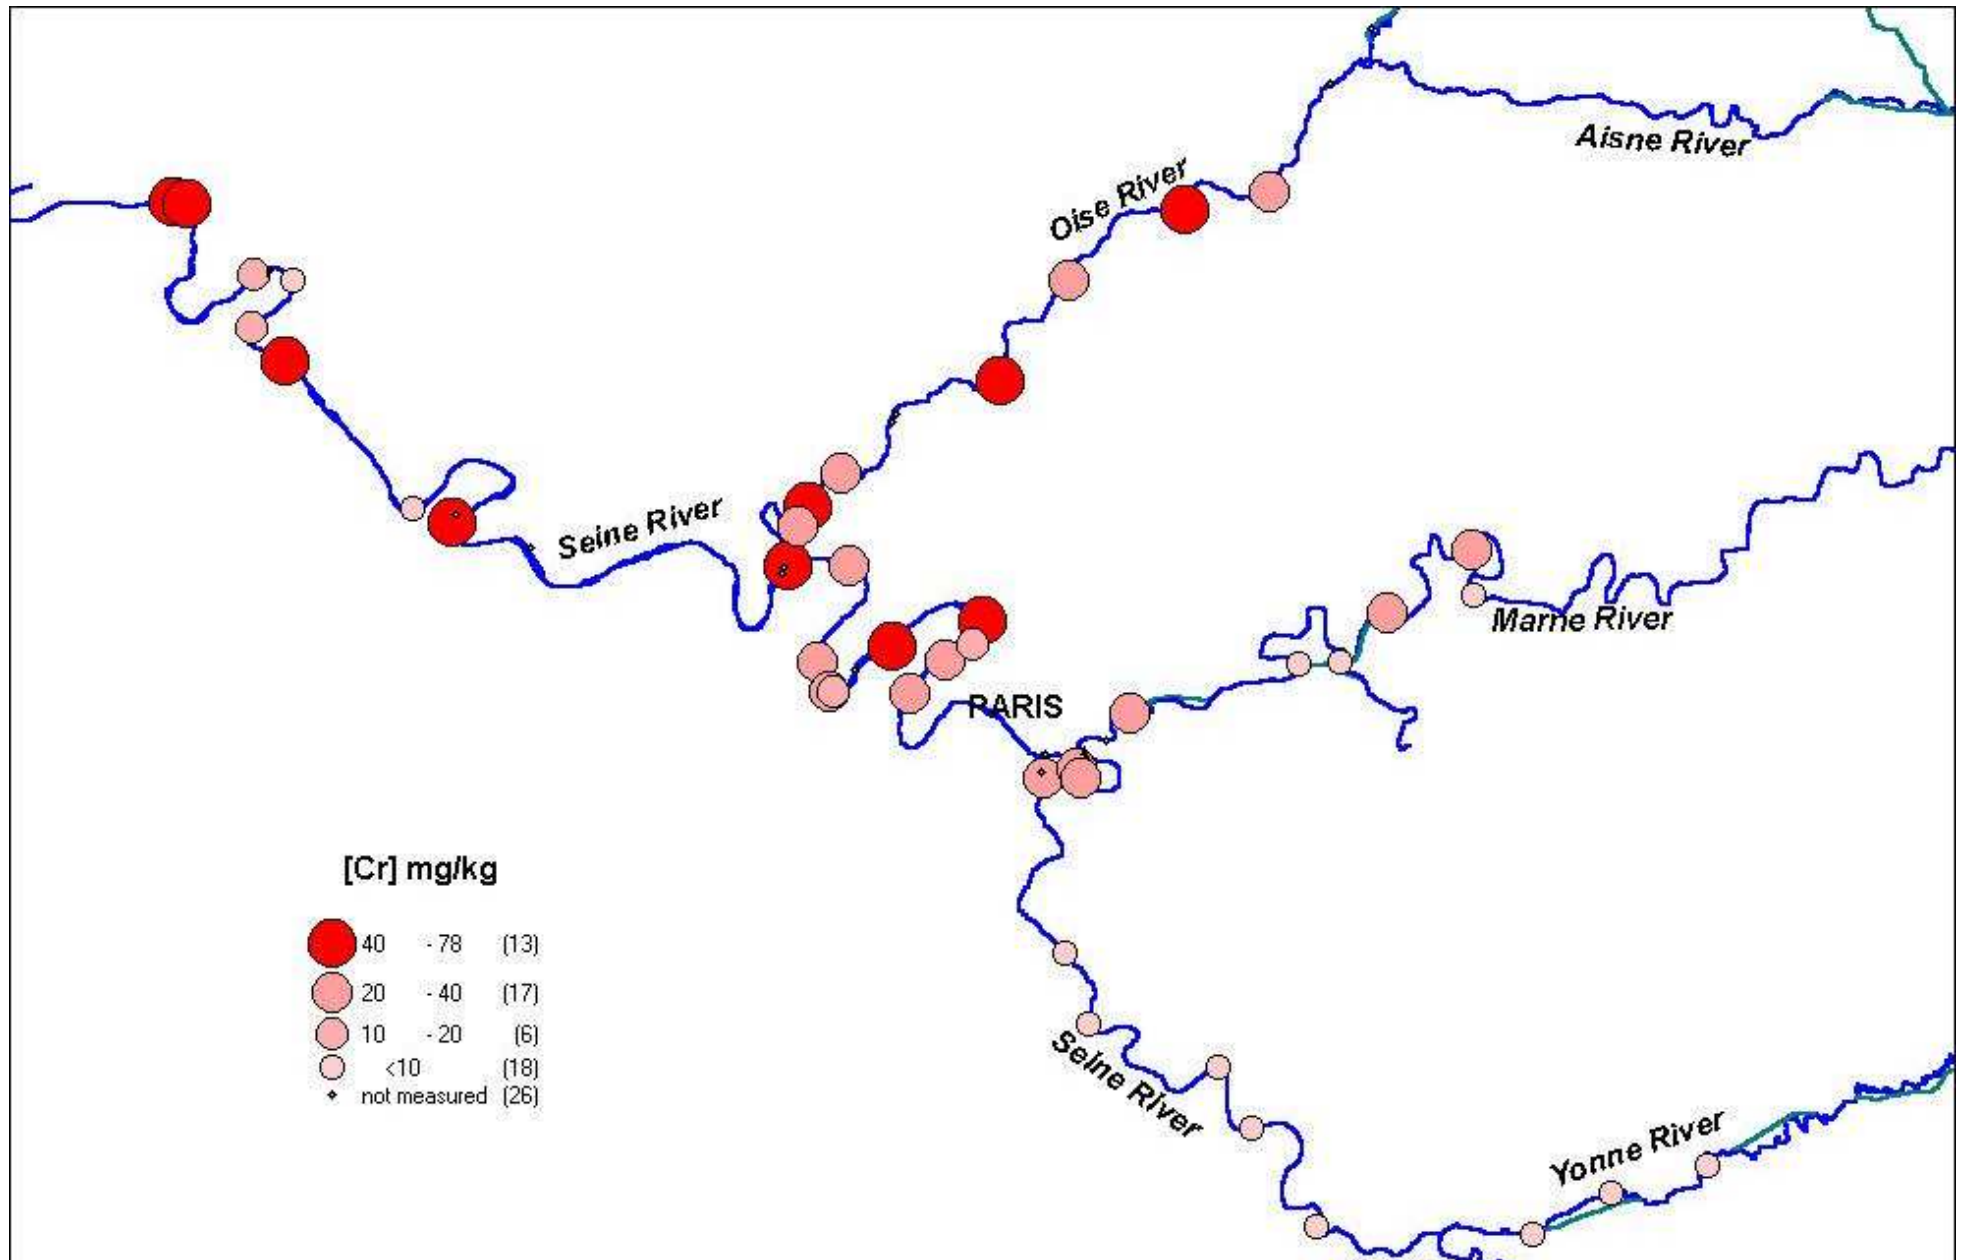 Aisne River
Oise River
Seine River
Marne River
PARIS
[Cr] mg/kg
40 - 78 (13)
20 - 40 (17)
10 - 20 (6)
<10 (18)
not measured (26)
Seine River
Yonne River